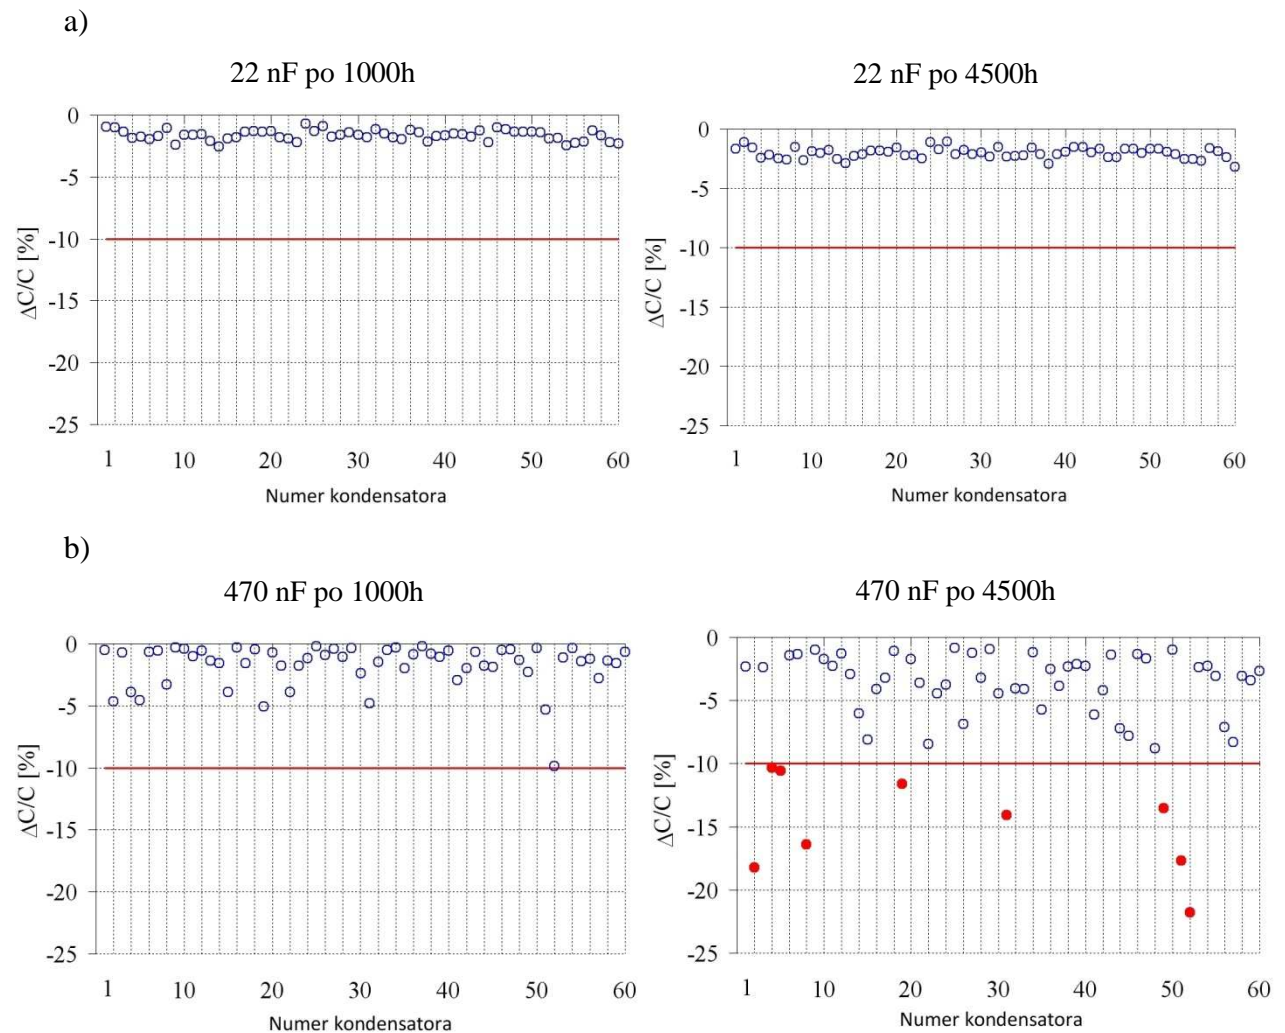 a)
22 nF po 1000h
0
-5
-10
-15
-20
-25
ΔC/C [%]
1 10 20 30 40 50 60
Numer kondensatora
22 nF po 4500h
0
-5
-10
-15
-20
-25
ΔC/C [%]
1 10 20 30 40 50 60
Numer kondensatora
b)
470 nF po 1000h
0
-5
-10
-15
-20
-25
ΔC/C [%]
1 10 20 30 40 50 60
Numer kondensatora
470 nF po 4500h
0
-5
-10
-15
-20
-25
ΔC/C [%]
1 10 20 30 40 50 60
Numer kondensatora